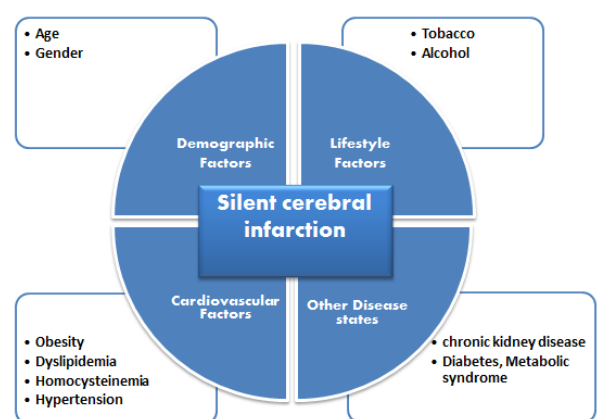 • Age
• Gender
• Tobacco
• Alcohol
Demographic
Factors
Lifestyle
Factors
Silent cerebral
infarction
Cardiovascular
Factors
Other Disease
states
• Obesity
• Dyslipidemia
• Homocysteinemia
• Hypertension
• chronic kidney disease
• Diabetes, Metabolic
syndrome